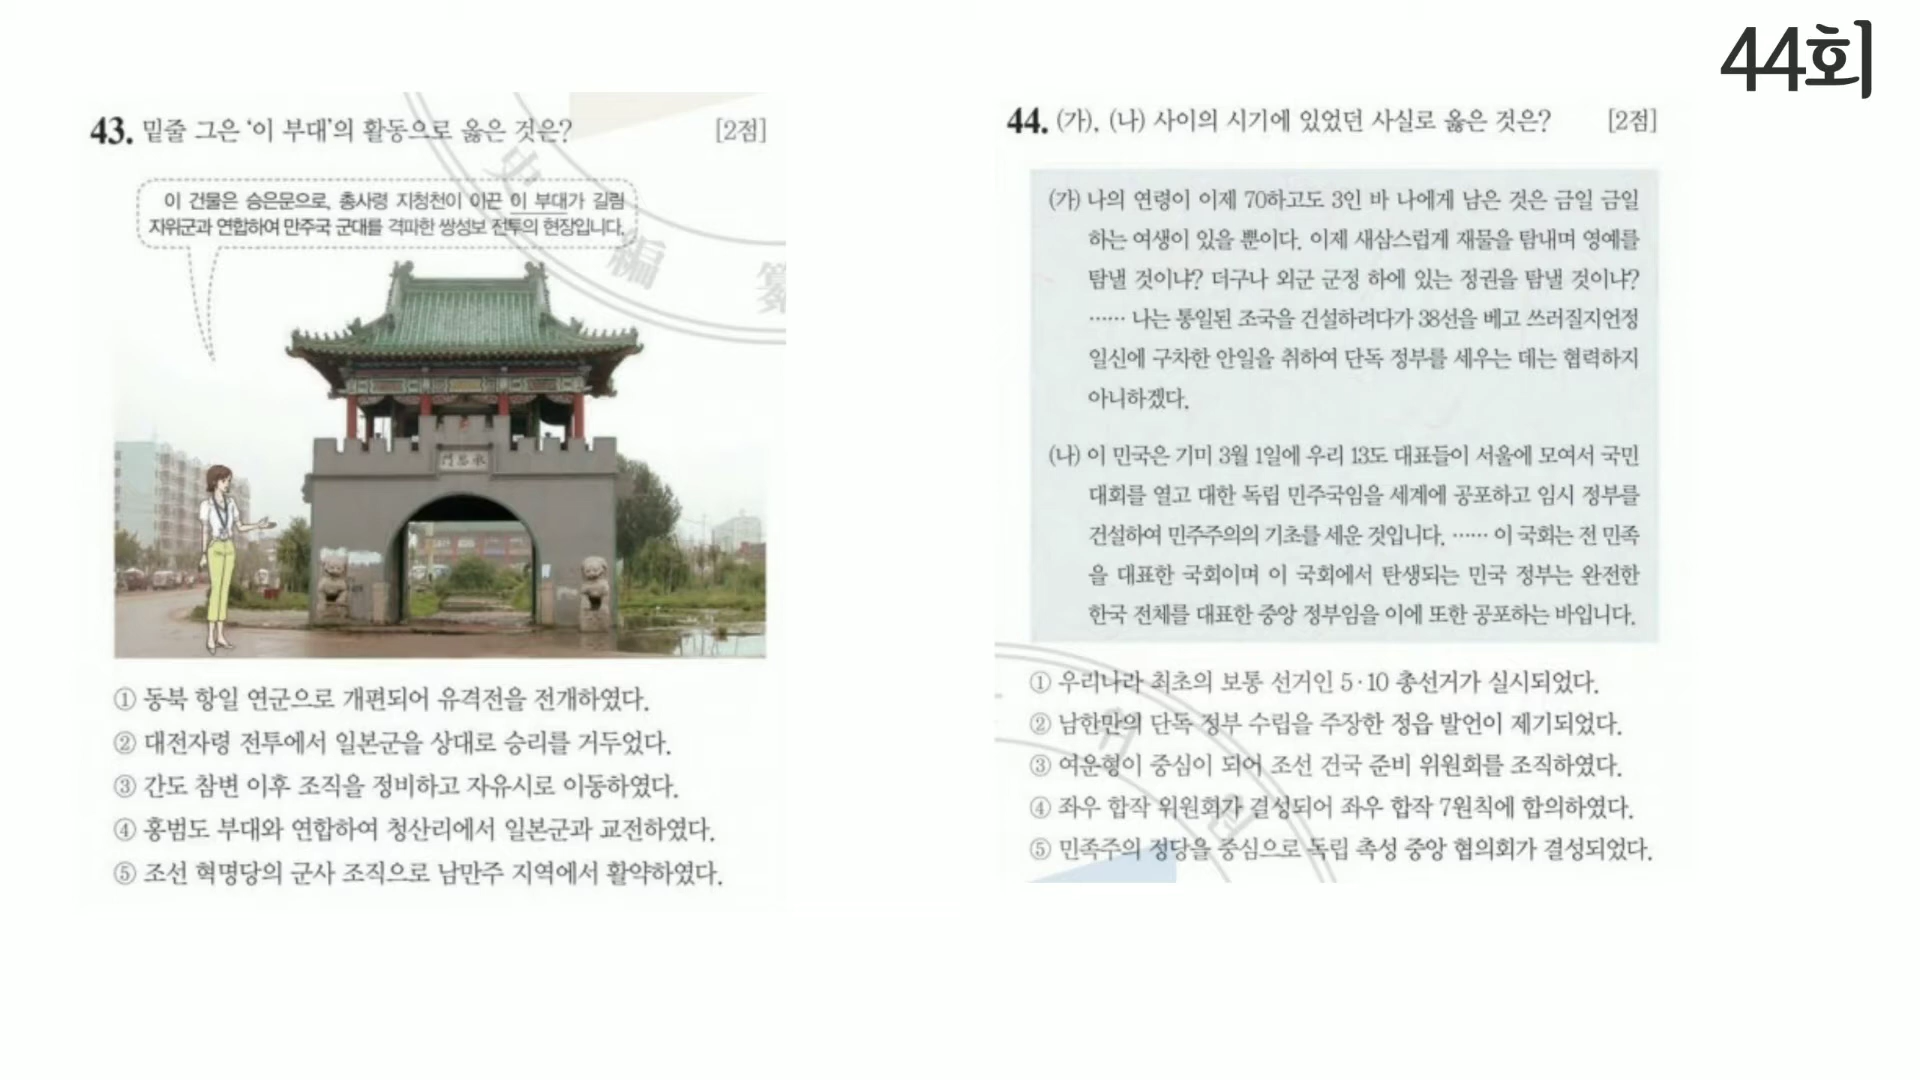 44회
43. 밑줄 그은 '이 부대'의 활동으로 옳은 것은? [2점]
이 건물은 승은문으로, 총사령 지청천이 이끈 이 부대가 길림
자위군과 연합하여 만주국 군대를 격파한 쌍성보 전투의 현장입니다.
① 동북 항일 연군으로 개편되어 유격전을 전개하였다.
② 대전자령 전투에서 일본군을 상대로 승리를 거두었다.
③ 간도 참변 이후 조직을 정비하고 자유시로 이동하였다.
④ 홍범도 부대와 연합하여 청산리에서 일본군과 교전하였다.
⑤ 조선 혁명당의 군사 조직으로 남만주 지역에서 활약하였다.
44. (가), (나) 사이의 시기에 있었던 사실로 옳은 것은? [2점]
(가) 나의 연령이 이제 70하고도 3인 바 나에게 남은 것은 금일 금일
하는 여생이 있을 뿐이다. 이제 새삼스럽게 재물을 탐내며 영예를
탐낼 것이냐? 더구나 외군 군정 하에 있는 정권을 탐낼 것이냐?
…… 나는 통일된 조국을 건설하려다가 38선을 베고 쓰러질지언정
일신에 구차한 안일을 취하여 단독 정부를 세우는 데는 협력하지
아니하겠다.
(나) 이 민국은 기미 3월 1일에 우리 13도 대표들이 서울에 모여서 국민
대회를 열고 대한 독립 민주국임을 세계에 공포하고 임시 정부를
건설하여 민주주의의 기초를 세운 것입니다. …… 이 국회는 전 민족
을 대표한 국회이며 이 국회에서 탄생되는 민국 정부는 완전한
한국 전체를 대표한 중앙 정부임을 이에 또한 공포하는 바입니다.
① 우리나라 최초의 보통 선거인 5·10 총선거가 실시되었다.
② 남한만의 단독 정부 수립을 주장한 정읍 발언이 제기되었다.
③ 여운형이 중심이 되어 조선 건국 준비 위원회를 조직하였다.
④ 좌우 합작 위원회가 결성되어 좌우 합작 7원칙에 합의하였다.
⑤ 민족주의 정당을 중심으로 독립 촉성 중앙 협의회가 결성되었다.
史
編
纂